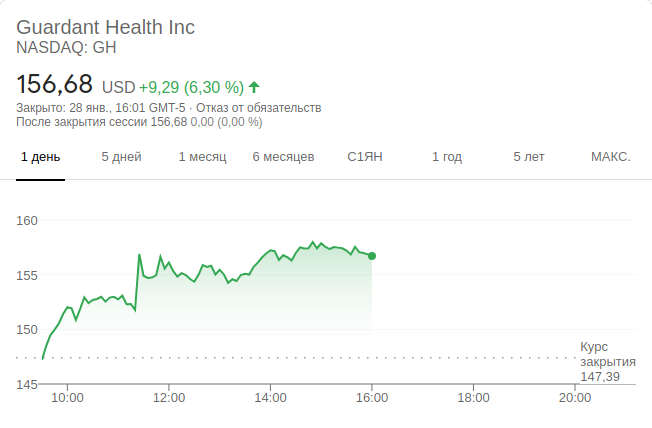 Guardant Health Inc
NASDAQ: GH
156,68 USD +9,29 (6,30 %)
Закрыто: 28 янв., 16:01 GMT-5 · Отказ от обязательств
После закрытия сессии 156,68 0,00 (0,00 %)
1 день 5 дней 1 месяц 6 месяцев С1ЯН 1 год 5 лет МАКС.
160
155
150
Курс
закрытия
147,39
145
10:00 12:00 14:00 16:00 18:00 20:00